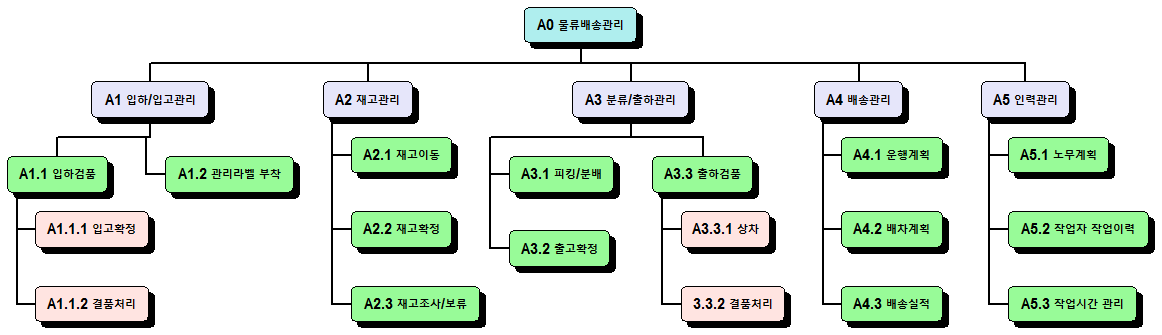 A0 물류배송관리
A1 입하/입고관리
A2 재고관리
A3 분류/출하관리
A4 배송관리
A5 인력관리
A1.1 입하검품
A1.2 관리라벨 부착
A1.1.1 입고확정
A1.1.2 결품처리
A2.1 재고이동
A2.2 재고확정
A2.3 재고조사/보류
A3.1 피킹/분배
A3.2 출고확정
A3.3 출하검품
A3.3.1 상차
3.3.2 결품처리
A4.1 운행계획
A4.2 배차계획
A4.3 배송실적
A5.1 노무계획
A5.2 작업자 작업이력
A5.3 작업시간 관리